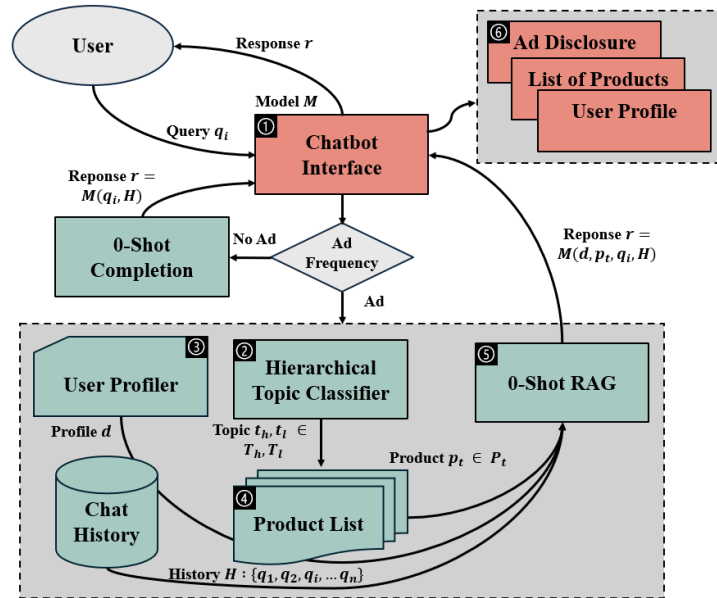 User
Response r
⑥
Ad Disclosure
List of Products
User Profile
Model M
①
Chatbot
Interface
Query q_i
Reponse r =
M(q_i, H)
0-Shot
Completion
No Ad
Ad
Frequency
Ad
Reponse r =
M(d, p_t, q_i, H)
③
User Profiler
②
Hierarchical
Topic Classifier
⑤
0-Shot RAG
Profile d
Topic t_h, t_l ∈
T_h, T_l
Product p_t ∈ P_t
Chat
History
④
Product List
History H : {q_1, q_2, q_i, … q_n}